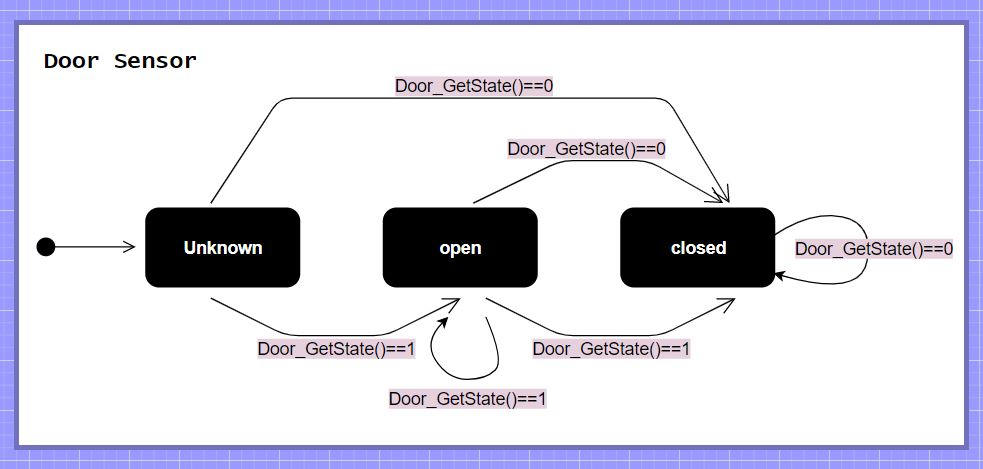 Door Sensor
Door_GetState()==0
Door_GetState()==0
Unknown
open
closed
Door_GetState()==0
Door_GetState()==1
Door_GetState()==1
Door_GetState()==1